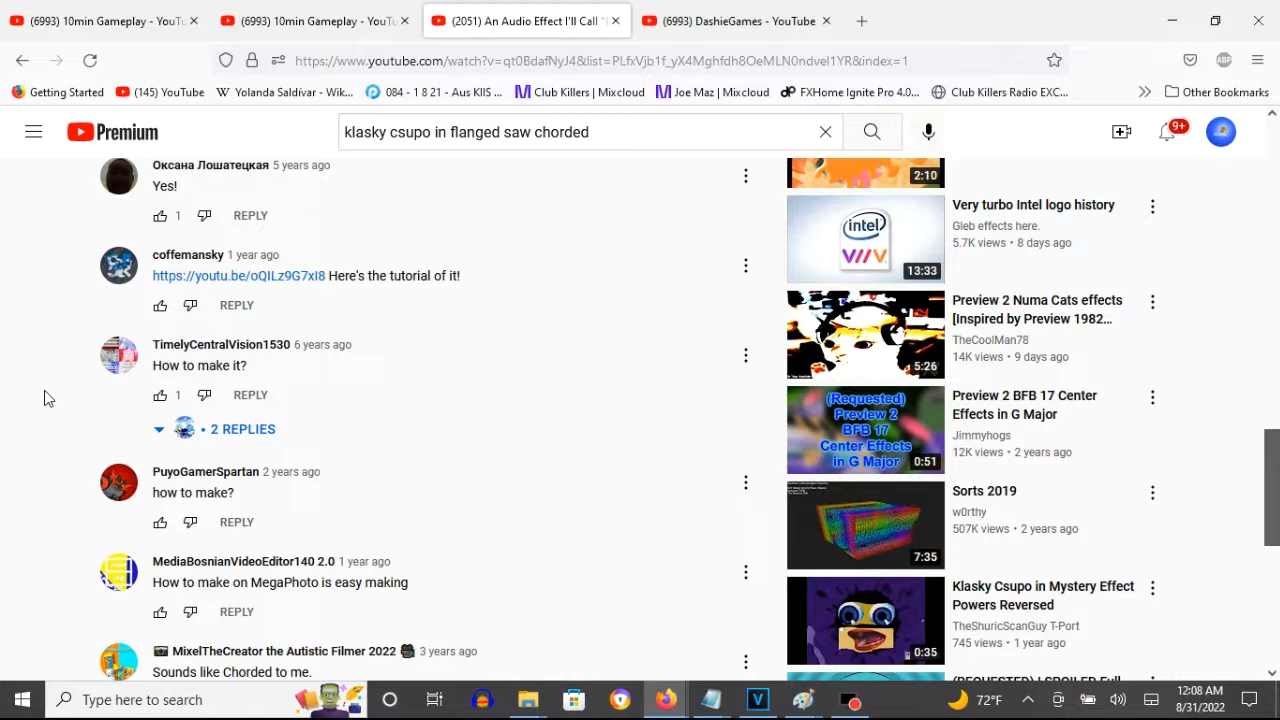 (6993) 10min Gameplay - YouTu
(6993) 10min Gameplay - YouTu
(2051) An Audio Effect I'll Call "
(6993) DashieGames - YouTube
https://www.youtube.com/watch?v=qt0BdafNyJ4&list=PLfxVjb1f_yX4Mghfdh8OeMLN0ndvel1YR&index=1
ABP
Getting Started
(145) YouTube
Yolanda Saldívar - Wik...
084 - 1 8 21 - Aus KIIS ...
Club Killers | Mixcloud
Joe Maz | Mixcloud
FXHome Ignite Pro 4.0...
Club Killers Radio EXC...
Other Bookmarks
Premium
klasky csupo in flanged saw chorded
9+
Оксана Лошатецкая 5 years ago
Yes!
1 REPLY
coffemansky 1 year ago
https://youtu.be/oQILz9G7xI8 Here's the tutorial of it!
REPLY
TimelyCentralVision1530 6 years ago
How to make it?
1 REPLY
• 2 REPLIES
PuyoGamerSpartan 2 years ago
how to make?
REPLY
MediaBosnianVideoEditor140 2.0 1 year ago
How to make on MegaPhoto is easy making
REPLY
MixelTheCreator the Autistic Filmer 2022 3 years ago
Sounds like Chorded to me.
2:10
intel
VIIV
13:33
Very turbo Intel logo history
Gleb effects here.
5.7K views • 8 days ago
5:26
Preview 2 Numa Cats effects
[Inspired by Preview 1982...
TheCoolMan78
14K views • 9 days ago
(Requested)
Preview 2
BFB 17
Center Effects
in G Major
0:51
Preview 2 BFB 17 Center
Effects in G Major
Jimmyhogs
12K views • 2 years ago
7:35
Sorts 2019
w0rthy
507K views • 2 years ago
0:35
Klasky Csupo in Mystery Effect
Powers Reversed
TheShuricScanGuy T-Port
745 views • 1 year ago
(REQUESTED) I SPOILED Full
Type here to search
72°F
12:08 AM
8/31/2022